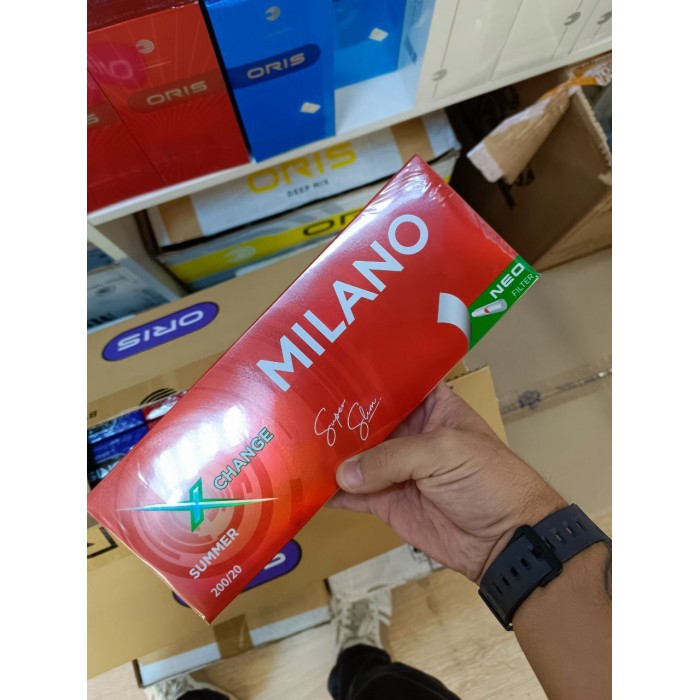 ORIS
ORIS
ORIS
DEEP MIX
ORIS
MILANO
NEO
FILTER
Super
Slim
X
CHANGE
SUMMER
200/20